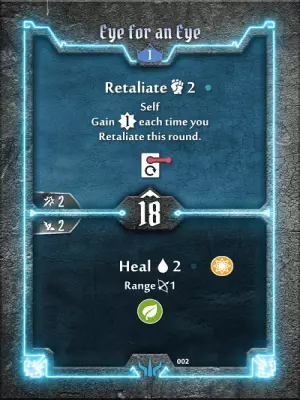 Eye for an Eye
1
Retaliate 2
Self
Gain 1 each time you
Retaliate this round.
2
18
2
Heal 2
Range 1
002